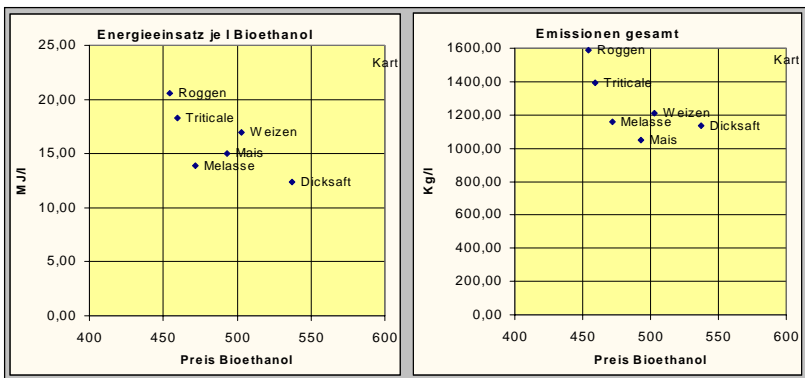 Energieeinsatz je l Bioethanol
25,00
20,00
15,00
10,00
5,00
0,00
MJ/l
Kart
Roggen
Triticale
Weizen
Mais
Melasse
Dicksaft
400 450 500 550 600
Preis Bioethanol
Emissionen gesamt
1600,00
1400,00
1200,00
1000,00
800,00
600,00
400,00
200,00
0,00
Kg/l
Roggen
Kart
Triticale
Weizen
Melasse
Dicksaft
Mais
400 450 500 550 600
Preis Bioethanol